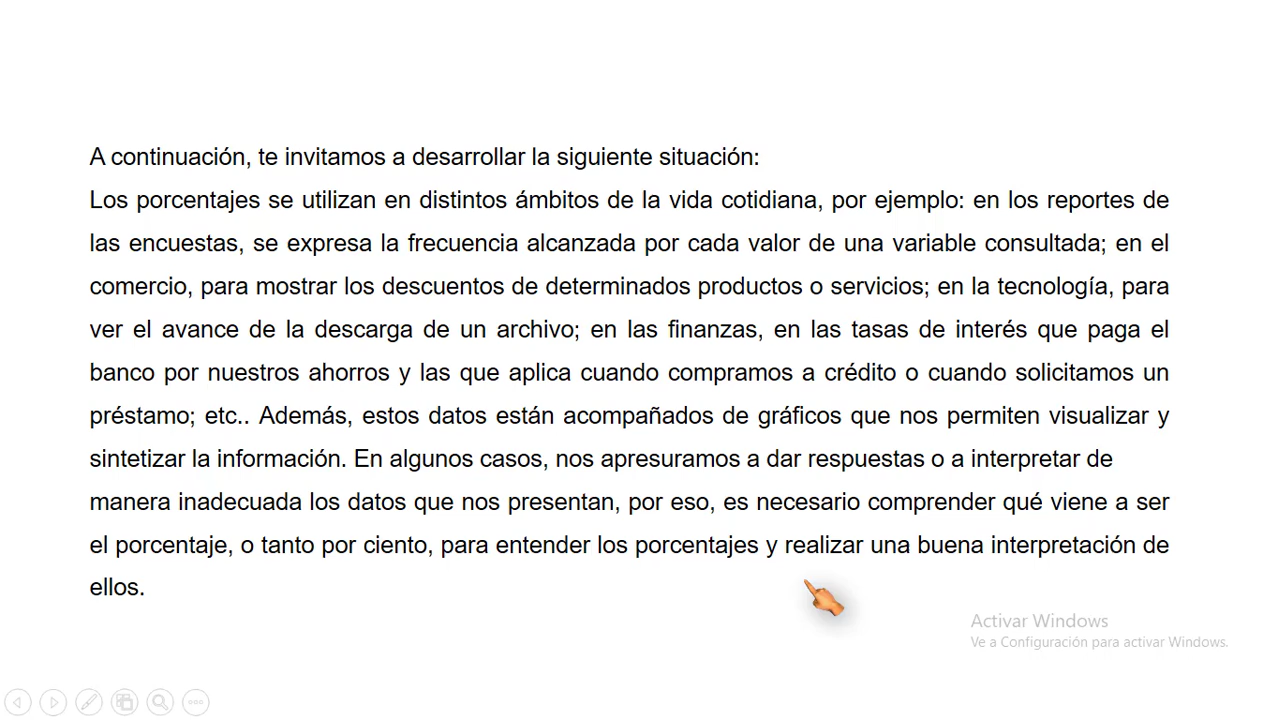 A continuación, te invitamos a desarrollar la siguiente situación:
Los porcentajes se utilizan en distintos ámbitos de la vida cotidiana, por ejemplo: en los reportes de
las encuestas, se expresa la frecuencia alcanzada por cada valor de una variable consultada; en el
comercio, para mostrar los descuentos de determinados productos o servicios; en la tecnología, para
ver el avance de la descarga de un archivo; en las finanzas, en las tasas de interés que paga el
banco por nuestros ahorros y las que aplica cuando compramos a crédito o cuando solicitamos un
préstamo; etc.. Además, estos datos están acompañados de gráficos que nos permiten visualizar y
sintetizar la información. En algunos casos, nos apresuramos a dar respuestas o a interpretar de
manera inadecuada los datos que nos presentan, por eso, es necesario comprender qué viene a ser
el porcentaje, o tanto por ciento, para entender los porcentajes y realizar una buena interpretación de
ellos.
Activar Windows
Ve a Configuración para activar Windows.